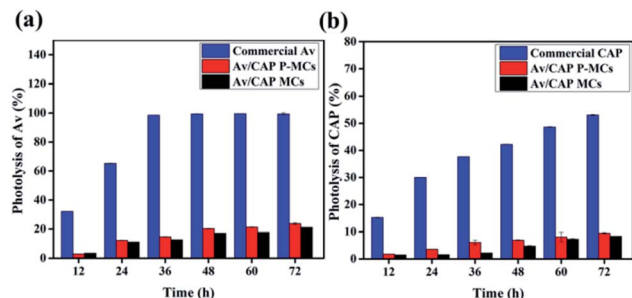 (a)
Photolysis of Av (%)
140
120
100
80
60
40
20
0
Commercial Av
Av/CAP P-MCs
Av/CAP MCs
12 24 36 48 60 72
Time (h)
(b)
Photolysis of CAP (%)
80
70
60
50
40
30
20
10
0
Commercial CAP
Av/CAP P-MCs
Av/CAP MCs
12 24 36 48 60 72
Time (h)